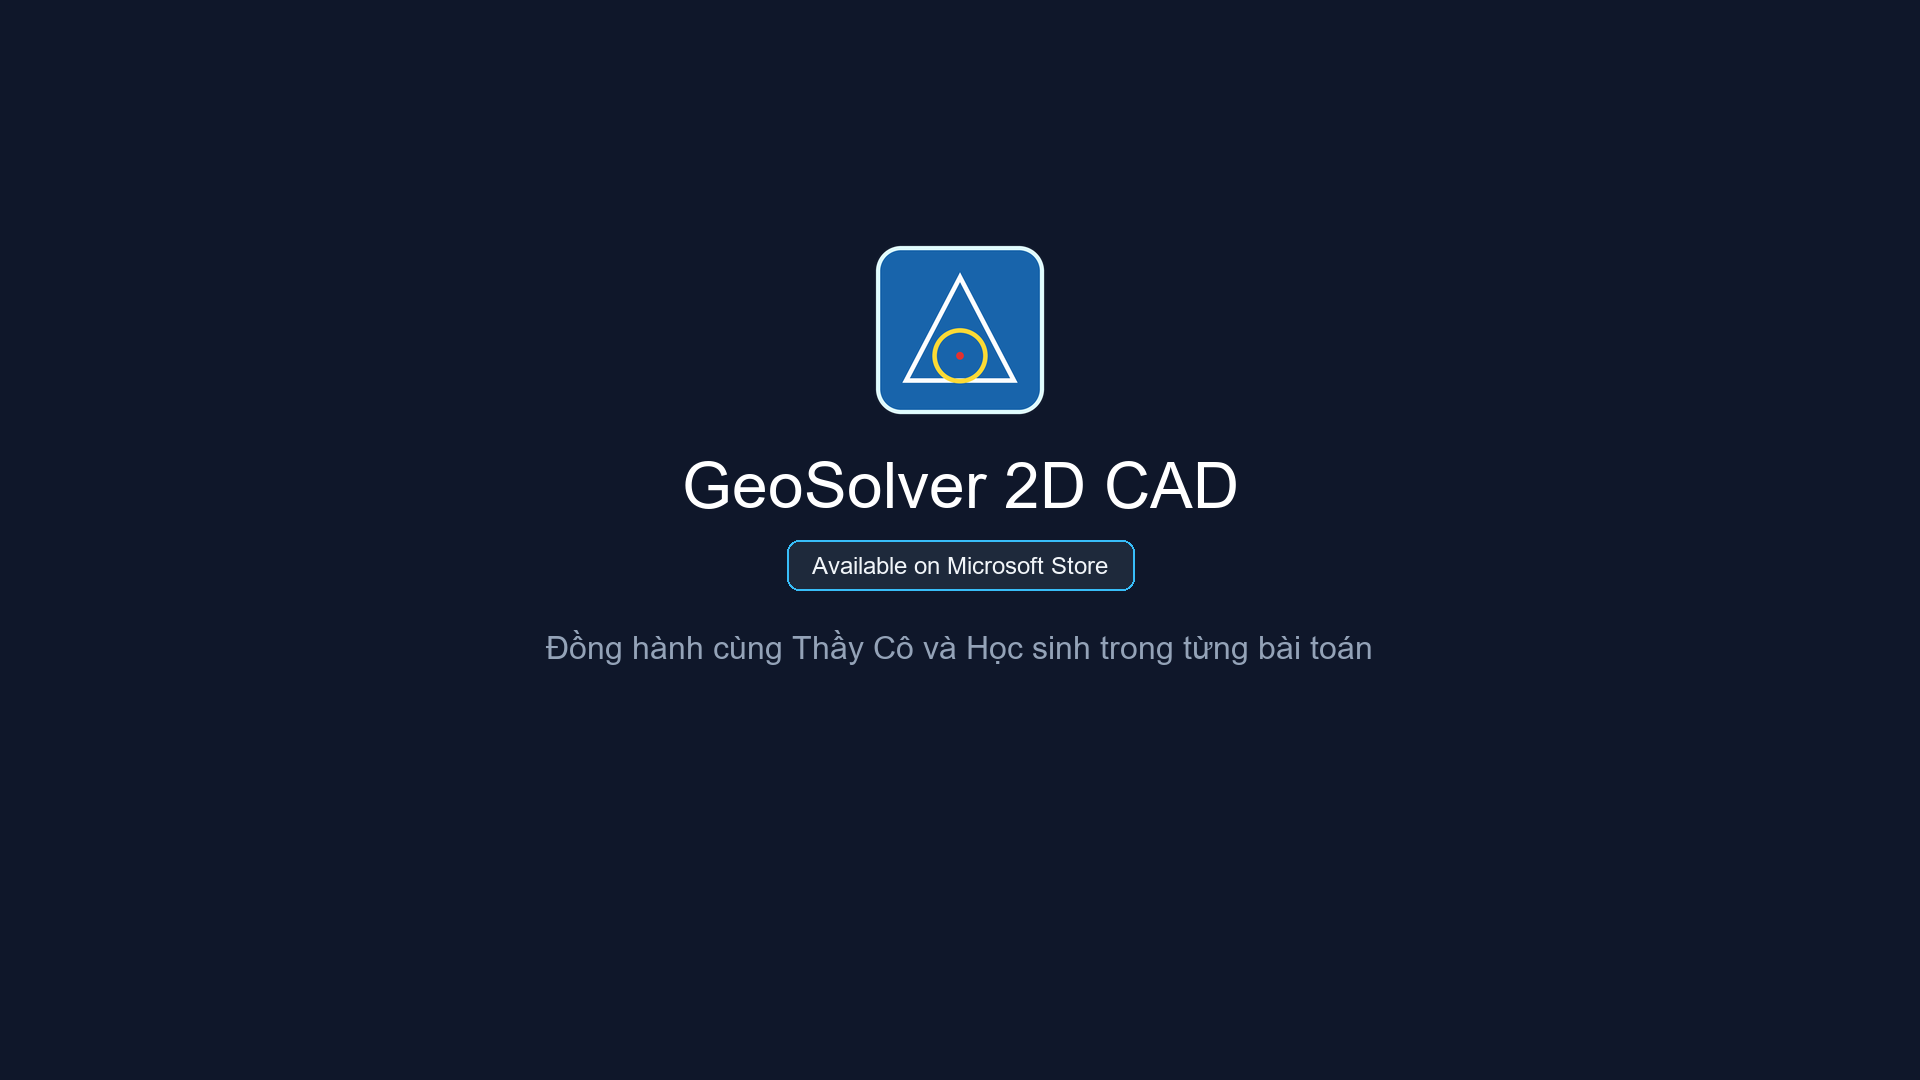 GeoSolver 2D CAD
Available on Microsoft Store
Đồng hành cùng Thầy Cô và Học sinh trong từng bài toán